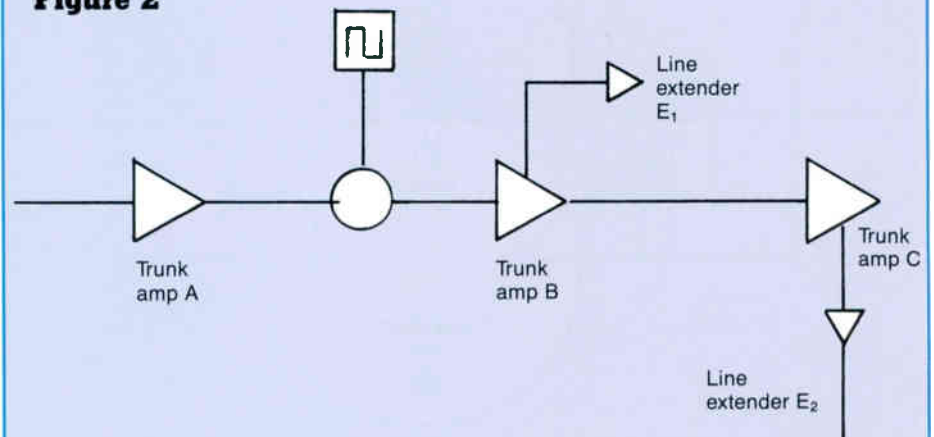 Figure 2
Line
extender
E₁
Trunk
amp A
Trunk
amp B
Trunk
amp C
Line
extender E₂